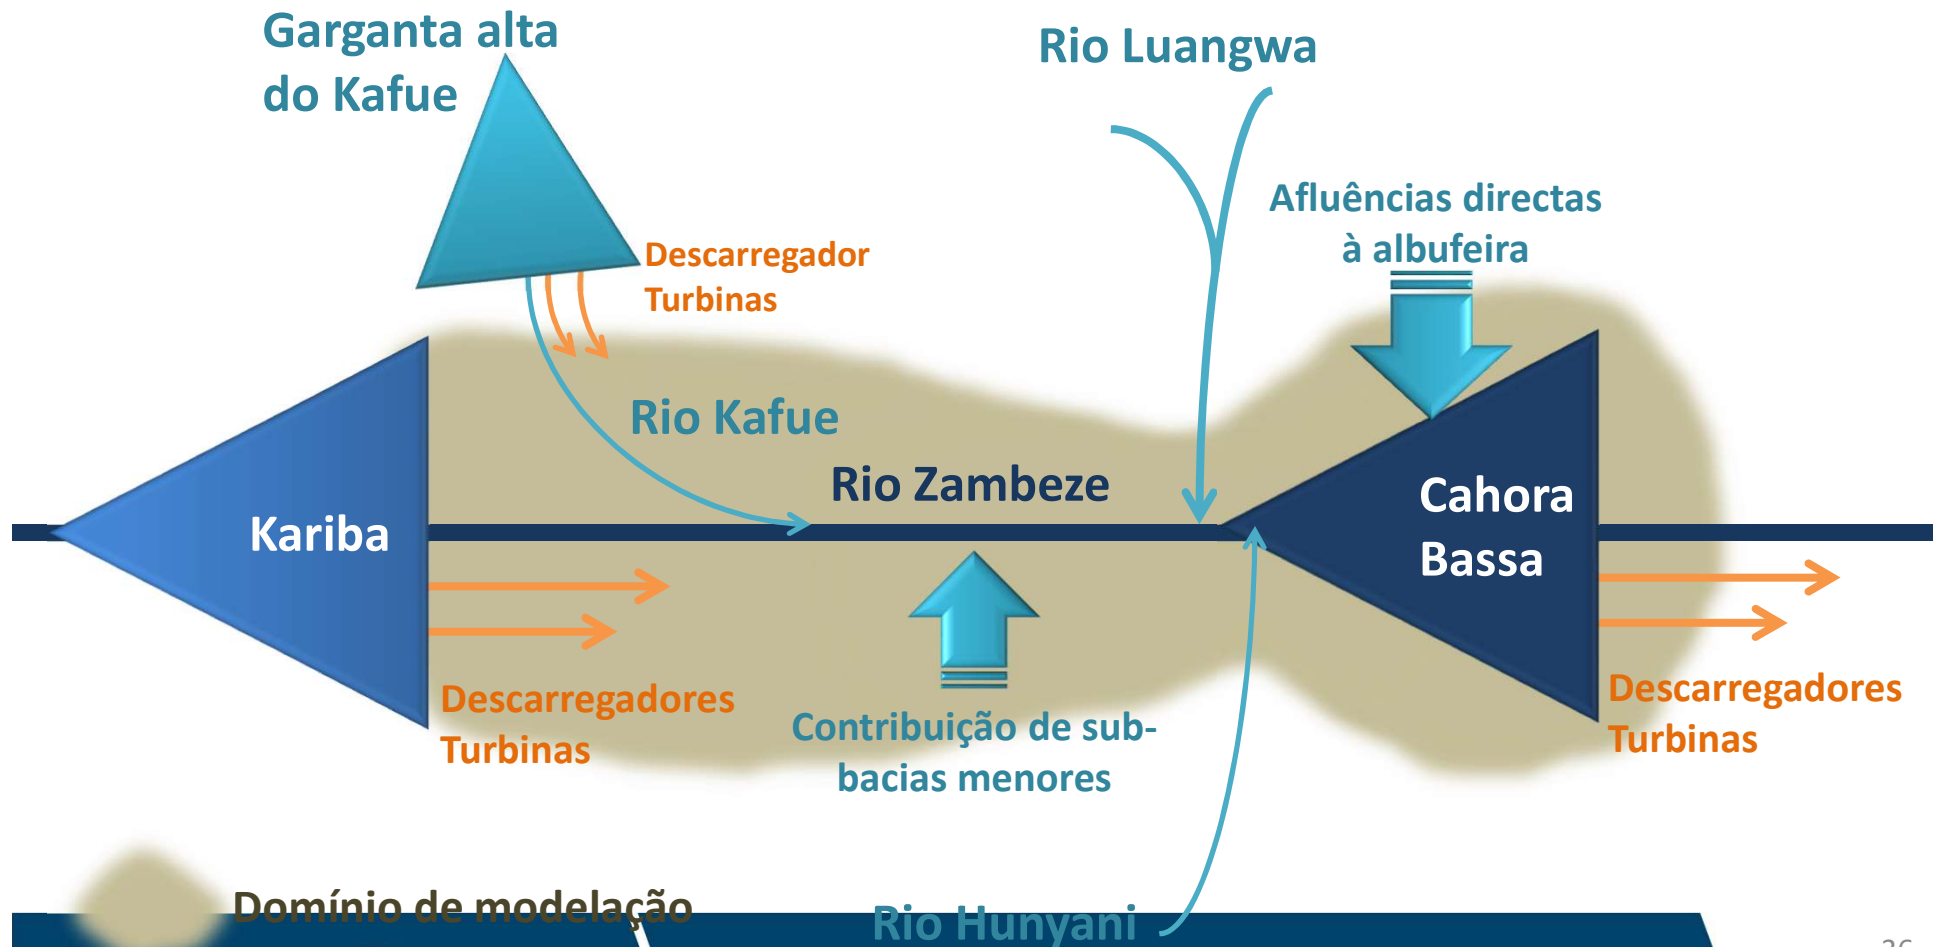 Garganta alta
do Kafue
Rio Luangwa
Afluências directas
à albufeira
Descarregador
Turbinas
Rio Kafue
Rio Zambeze
Kariba
Cahora
Bassa
Descarregadores
Turbinas
Contribuição de sub-
bacias menores
Descarregadores
Turbinas
Domínio de modelação
Rio Hunyani
26